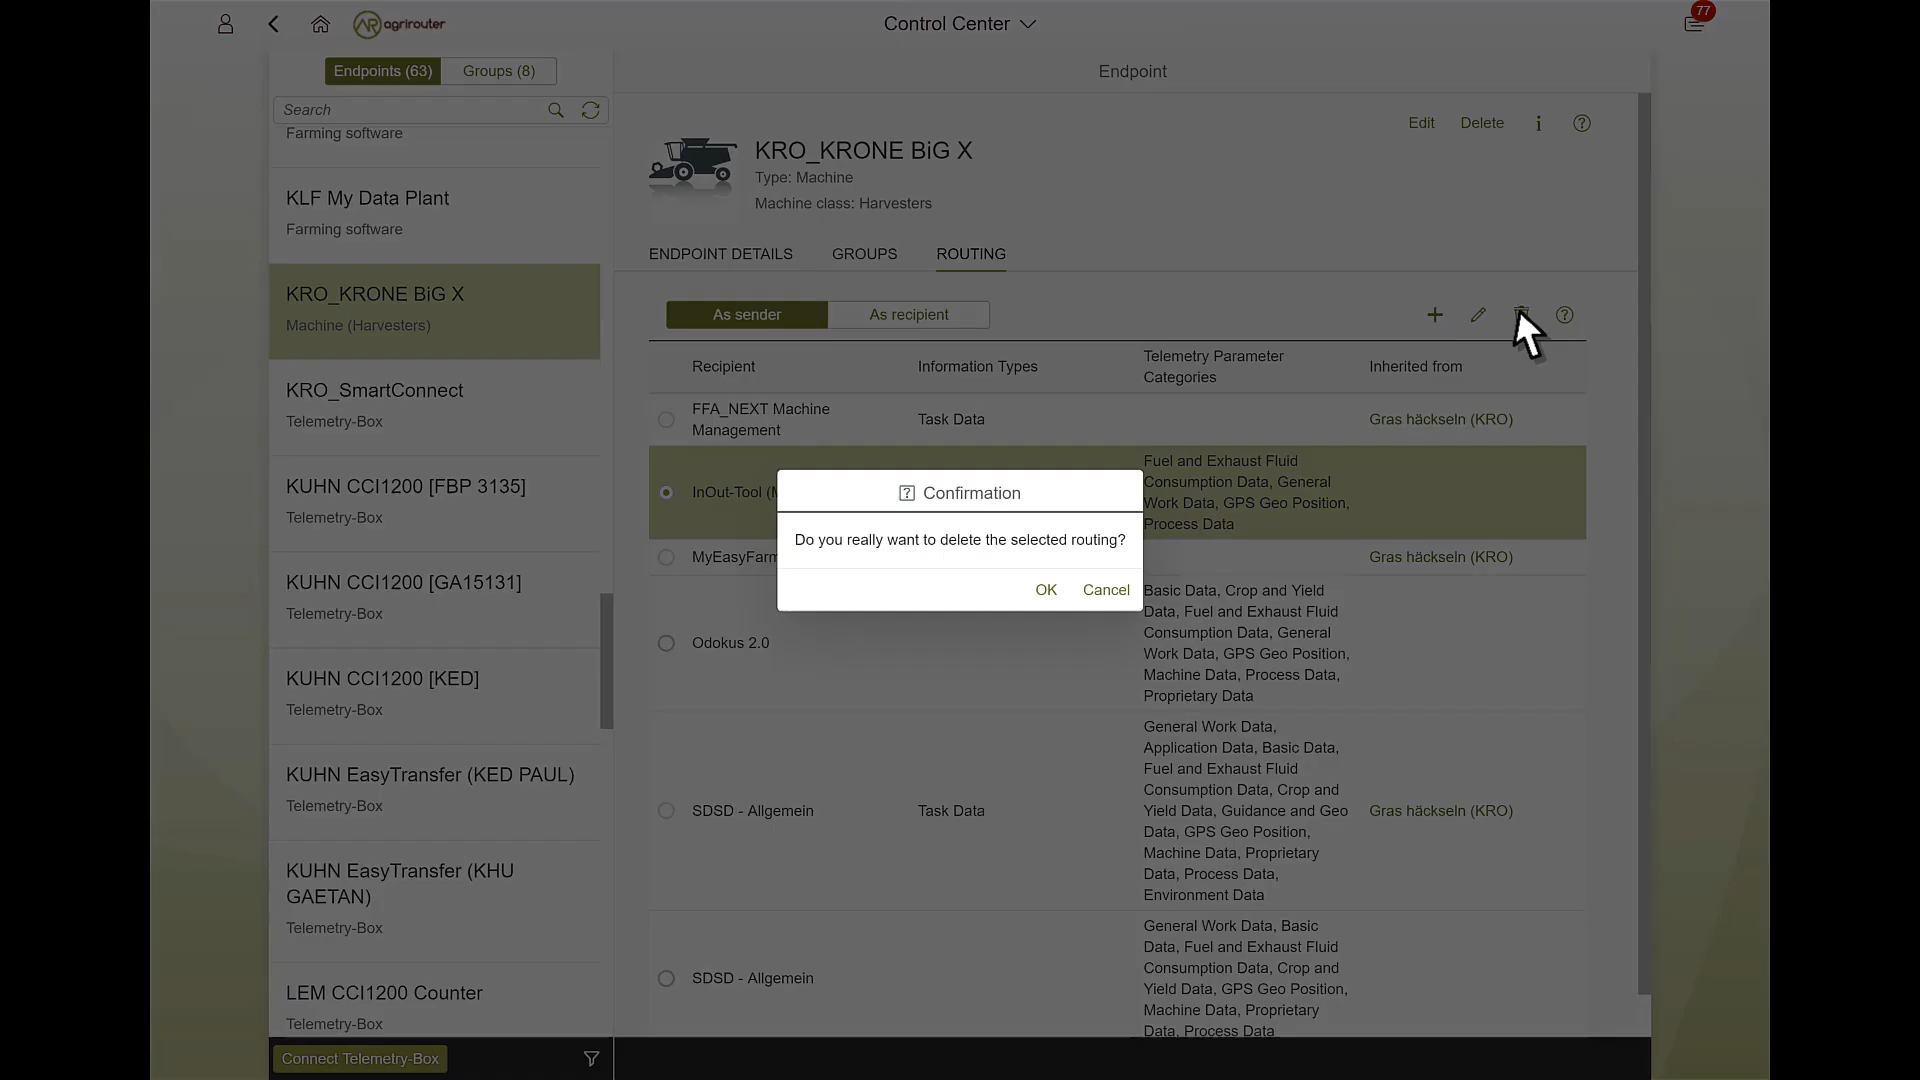 agrirouter
Control Center
77
Endpoints (63)
Groups (8)
Search
Farming software
KLF My Data Plant
Farming software
KRO_KRONE BiG X
Machine (Harvesters)
KRO_SmartConnect
Telemetry-Box
KUHN CCI1200 [FBP 3135]
Telemetry-Box
KUHN CCI1200 [GA15131]
Telemetry-Box
KUHN CCI1200 [KED]
Telemetry-Box
KUHN EasyTransfer (KED PAUL)
Telemetry-Box
KUHN EasyTransfer (KHU
GAETAN)
Telemetry-Box
LEM CCI1200 Counter
Telemetry-Box
Connect Telemetry-Box
Endpoint
Edit
Delete
KRO_KRONE BiG X
Type: Machine
Machine class: Harvesters
ENDPOINT DETAILS
GROUPS
ROUTING
As sender
As recipient
Recipient
Information Types
Telemetry Parameter
Categories
Inherited from
FFA_NEXT Machine
Management
Task Data
Gras häckseln (KRO)
InOut-Tool
Fuel and Exhaust Fluid
Consumption Data, General
Work Data, GPS Geo Position,
Process Data
MyEasyFarm
Gras häckseln (KRO)
Confirmation
Do you really want to delete the selected routing?
OK
Cancel
Odokus 2.0
Basic Data, Crop and Yield
Data, Fuel and Exhaust Fluid
Consumption Data, General
Work Data, GPS Geo Position,
Machine Data, Process Data,
Proprietary Data
SDSD - Allgemein
Task Data
General Work Data,
Application Data, Basic Data,
Fuel and Exhaust Fluid
Consumption Data, Crop and
Yield Data, Guidance and Geo
Data, GPS Geo Position,
Machine Data, Proprietary
Data, Process Data,
Environment Data
Gras häckseln (KRO)
SDSD - Allgemein
General Work Data, Basic
Data, Fuel and Exhaust Fluid
Consumption Data, Crop and
Yield Data, GPS Geo Position,
Machine Data, Proprietary
Data, Process Data